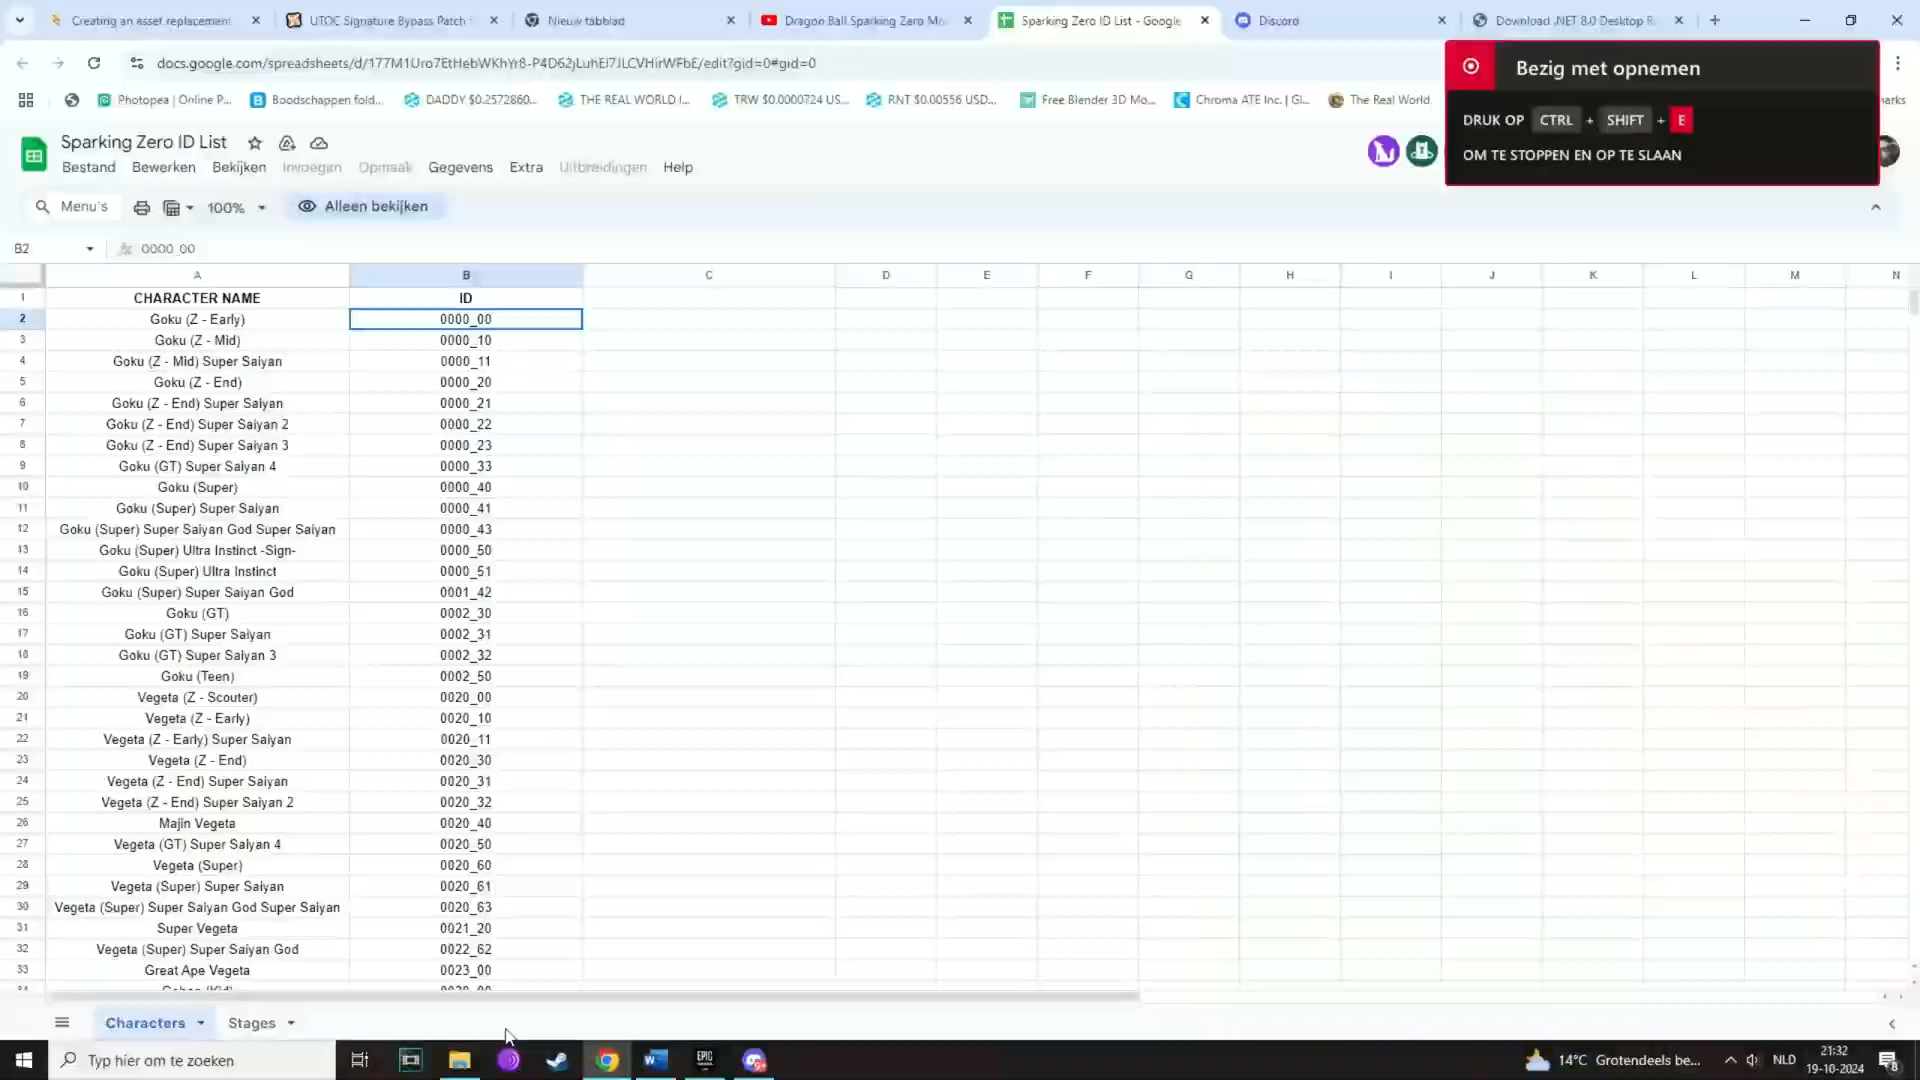 Creating an asset replacement
UTOC Signature Bypass Patch f
Nieuw tabblad
Dragon Ball Sparking Zero Mo
Sparking Zero ID List - Google
Discord
Download .NET 8.0 Desktop R
docs.google.com/spreadsheets/d/177M1Uro7EtHebWKhYr8-P4D62jLuhEl7JLCVHirWFbE/edit?gid=0#gid=0
Photopea | Online P...
Boodschappen fold...
DADDY $0.2572860...
THE REAL WORLD I...
TRW $0.0000724 US...
RNT $0.00556 USD...
Free Blender 3D Mo...
Chroma ATE Inc. | Gl...
The Real World
Bezig met opnemen
DRUK OP CTRL + SHIFT + E
OM TE STOPPEN EN OP TE SLAAN
Sparking Zero ID List
Bestand Bewerken Bekijken Invoegen Opmaak Gegevens Extra Uitbreidingen Help
Menu's 100% Alleen bekijken
B2 fx 0000_00
A B C D E F G H I J K L M N
1 CHARACTER NAME ID
2 Goku (Z - Early) 0000_00
3 Goku (Z - Mid) 0000_10
4 Goku (Z - Mid) Super Saiyan 0000_11
5 Goku (Z - End) 0000_20
6 Goku (Z - End) Super Saiyan 0000_21
7 Goku (Z - End) Super Saiyan 2 0000_22
8 Goku (Z - End) Super Saiyan 3 0000_23
9 Goku (GT) Super Saiyan 4 0000_33
10 Goku (Super) 0000_40
11 Goku (Super) Super Saiyan 0000_41
12 Goku (Super) Super Saiyan God Super Saiyan 0000_43
13 Goku (Super) Ultra Instinct -Sign- 0000_50
14 Goku (Super) Ultra Instinct 0000_51
15 Goku (Super) Super Saiyan God 0001_42
16 Goku (GT) 0002_30
17 Goku (GT) Super Saiyan 0002_31
18 Goku (GT) Super Saiyan 3 0002_32
19 Goku (Teen) 0002_50
20 Vegeta (Z - Scouter) 0020_00
21 Vegeta (Z - Early) 0020_10
22 Vegeta (Z - Early) Super Saiyan 0020_11
23 Vegeta (Z - End) 0020_30
24 Vegeta (Z - End) Super Saiyan 0020_31
25 Vegeta (Z - End) Super Saiyan 2 0020_32
26 Majin Vegeta 0020_40
27 Vegeta (GT) Super Saiyan 4 0020_50
28 Vegeta (Super) 0020_60
29 Vegeta (Super) Super Saiyan 0020_61
30 Vegeta (Super) Super Saiyan God Super Saiyan 0020_63
31 Super Vegeta 0021_20
32 Vegeta (Super) Super Saiyan God 0022_62
33 Great Ape Vegeta 0023_00
Characters Stages
Typ hier om te zoeken
EPIC
14°C Grotendeels be...
NLD
21:32
19-10-2024
8